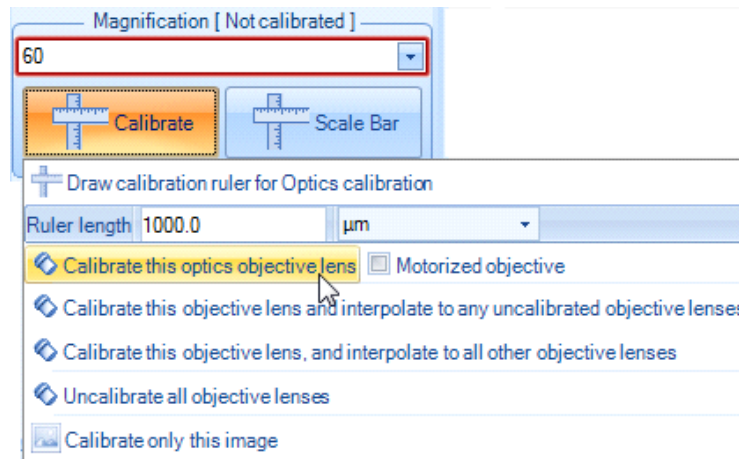 Magnification [ Not calibrated ]
60
Calibrate Scale Bar
Draw calibration ruler for Optics calibration
Ruler length 1000.0 µm
Calibrate this optics objective lens Motorized objective
Calibrate this objective lens and interpolate to any uncalibrated objective lenses
Calibrate this objective lens, and interpolate to all other objective lenses
Uncalibrate all objective lenses
Calibrate only this image